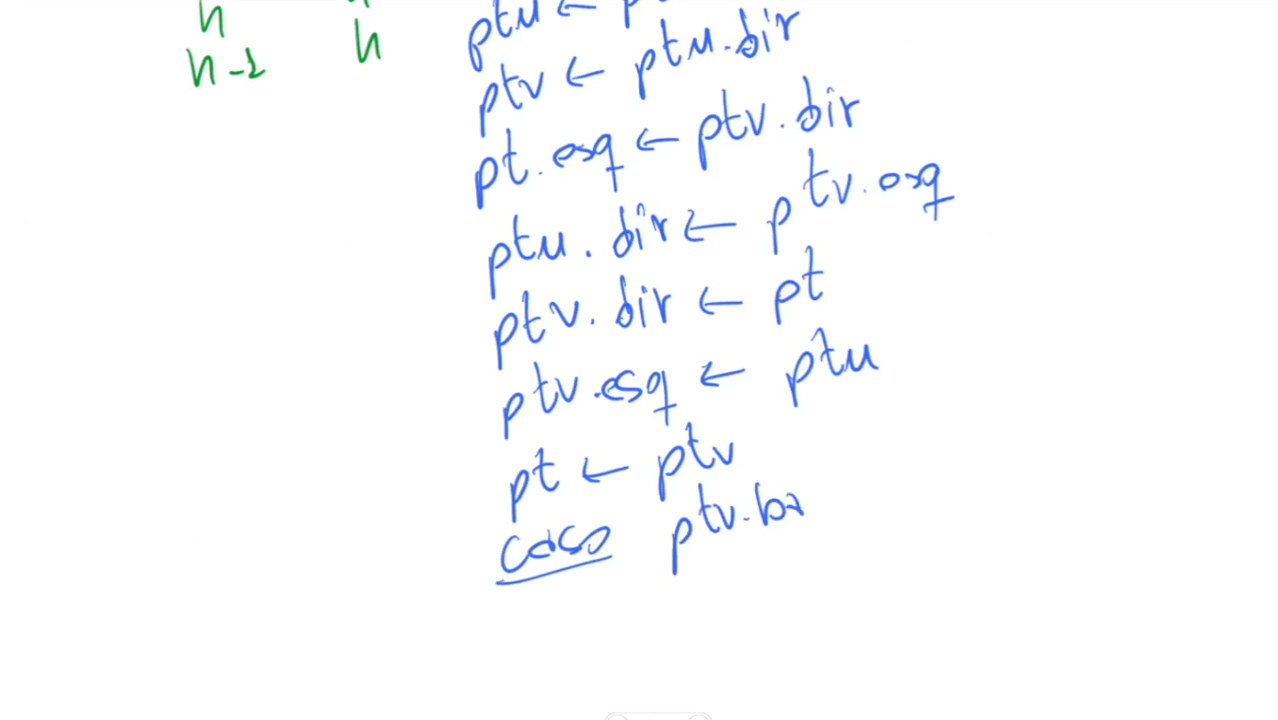 h
ptu ← p
h
ptv ← ptu.dir
h-1
pt.esq ← ptv.dir
ptu.dir ← ptv.esq
ptv.dir ← pt
ptv.esq ← ptu
pt ← ptv
caso ptv.ba